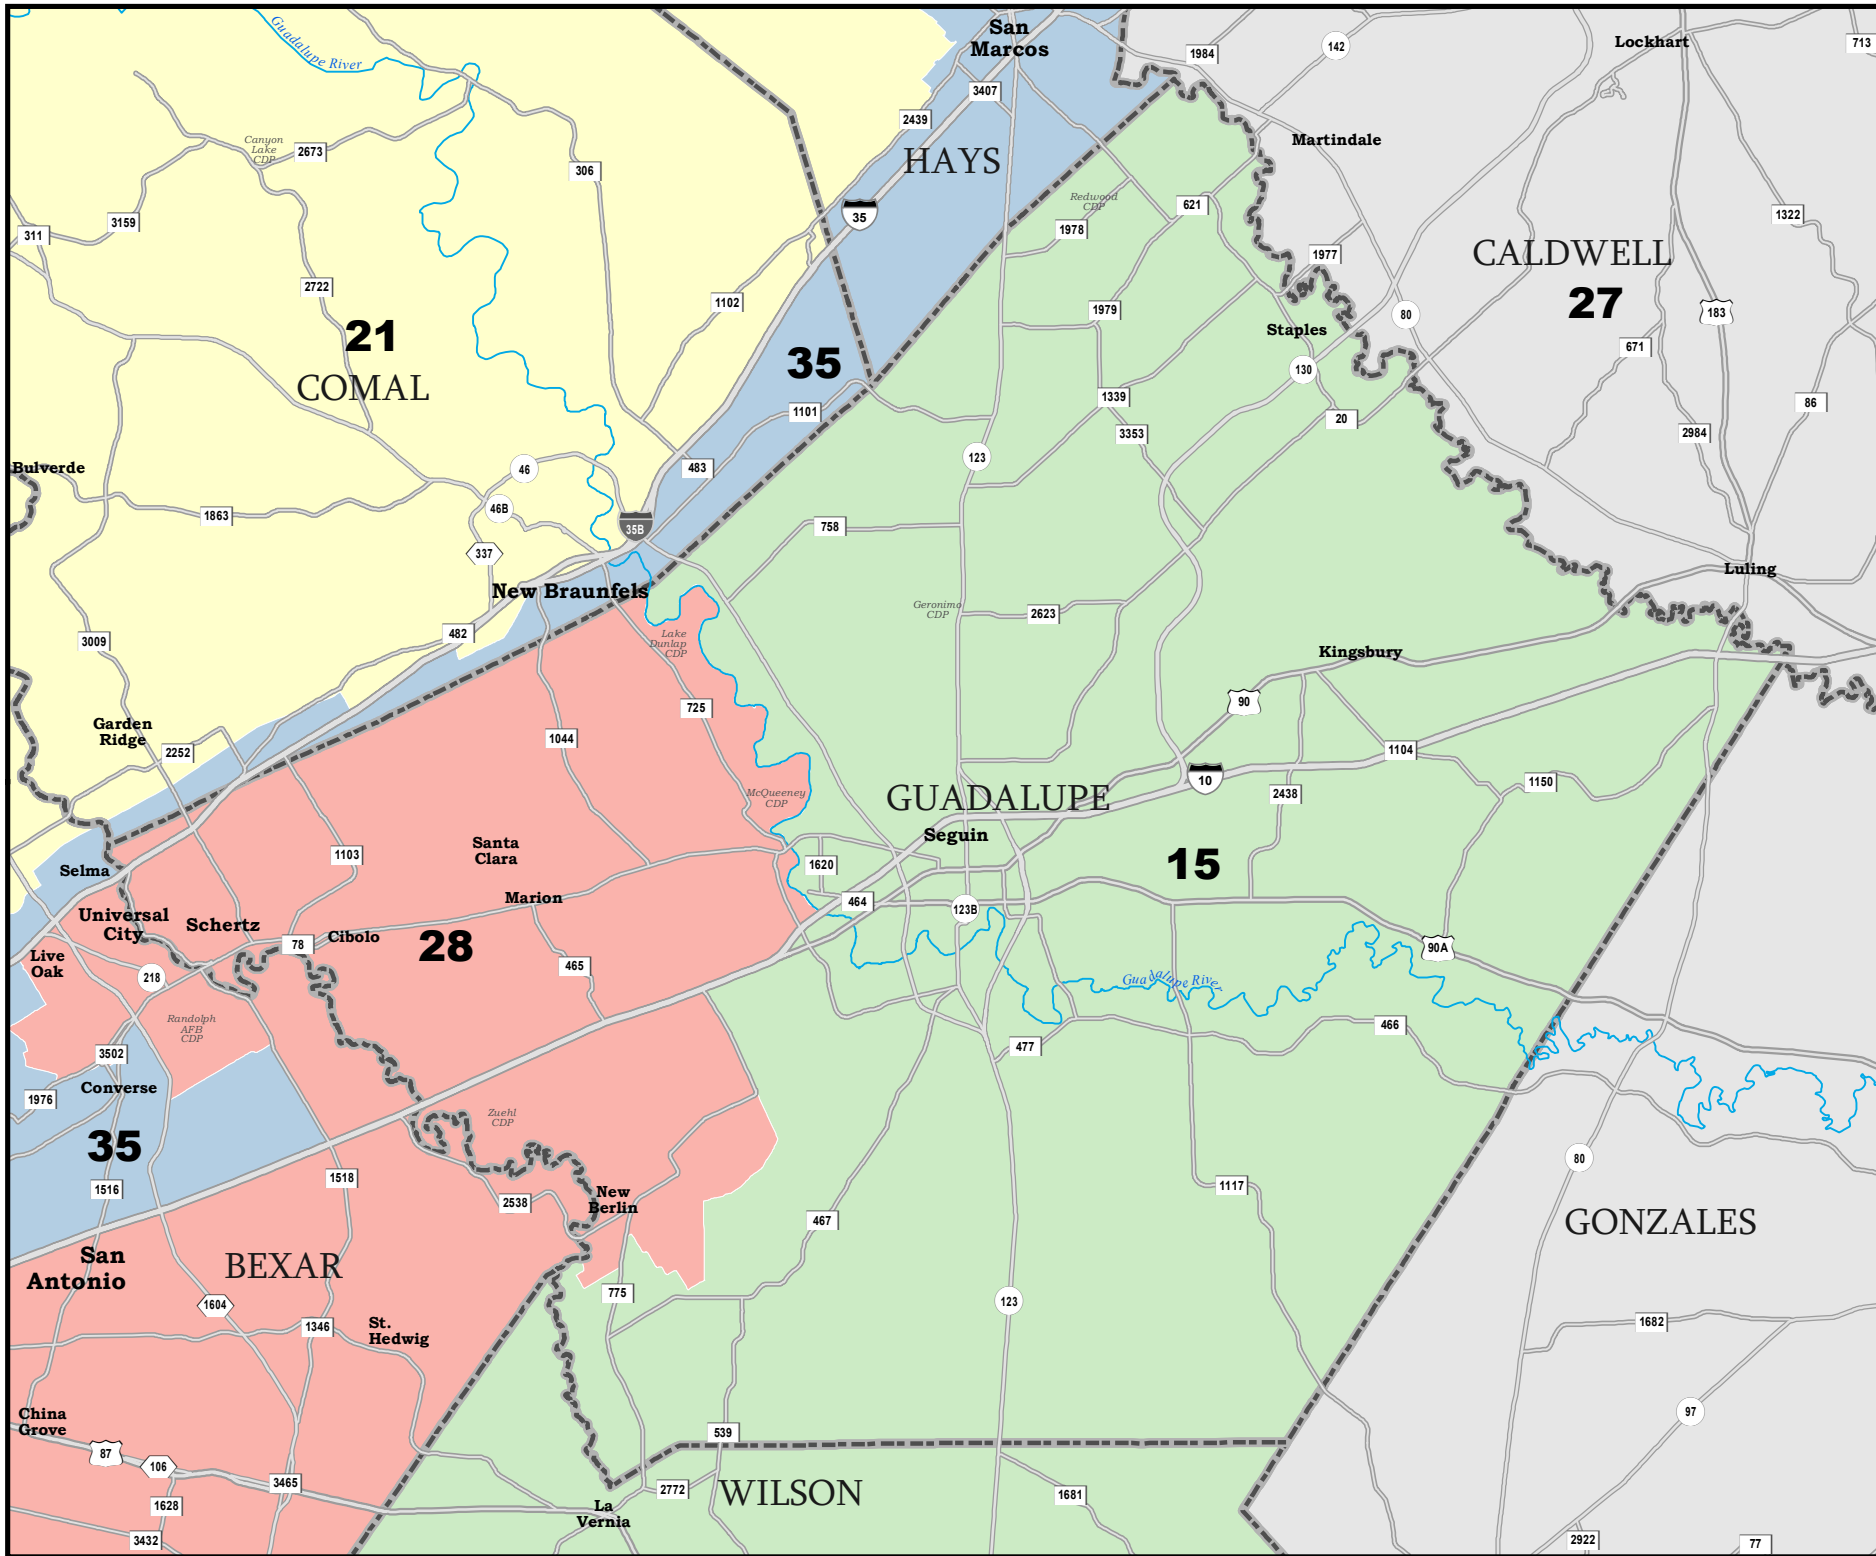 San
Marcos
Guadalupe River
1984
142
Lockhart
713
3407
2439
Canyon
Lake
CDP
2673
306
HAYS
Martindale
Redwood
CDP
621
1978
35
3159
311
1322
1977
CALDWELL
27
2722
1102
1979
80
183
21
COMAL
35
Staples
130
671
1101
1339
3353
20
86
2984
Bulverde
46
483
123
46B
1863
35B
758
337
New Braunfels
Luling
Geronimo
CDP
2623
482
3009
Lake
Dunlap
CDP
Kingsbury
725
90
Garden
Ridge
2252
1044
1104
10
1150
McQueeney
CDP
GUADALUPE
2438
Seguin
Santa
Clara
1103
Selma
1620
15
Marion
464
123B
Universal
City
Schertz
78
Cibolo
28
90A
Live
Oak
218
465
Guadalupe River
Randolph
AFB
CDP
466
3502
477
Converse
1976
Zuehl
CDP
35
1518
1516
2538
New
Berlin
1117
80
467
GONZALES
San
Antonio
BEXAR
1604
775
123
1346
St.
Hedwig
1682
China
Grove
97
87
106
539
3465
2772
WILSON
1681
1628
La
Vernia
3432
2922
77